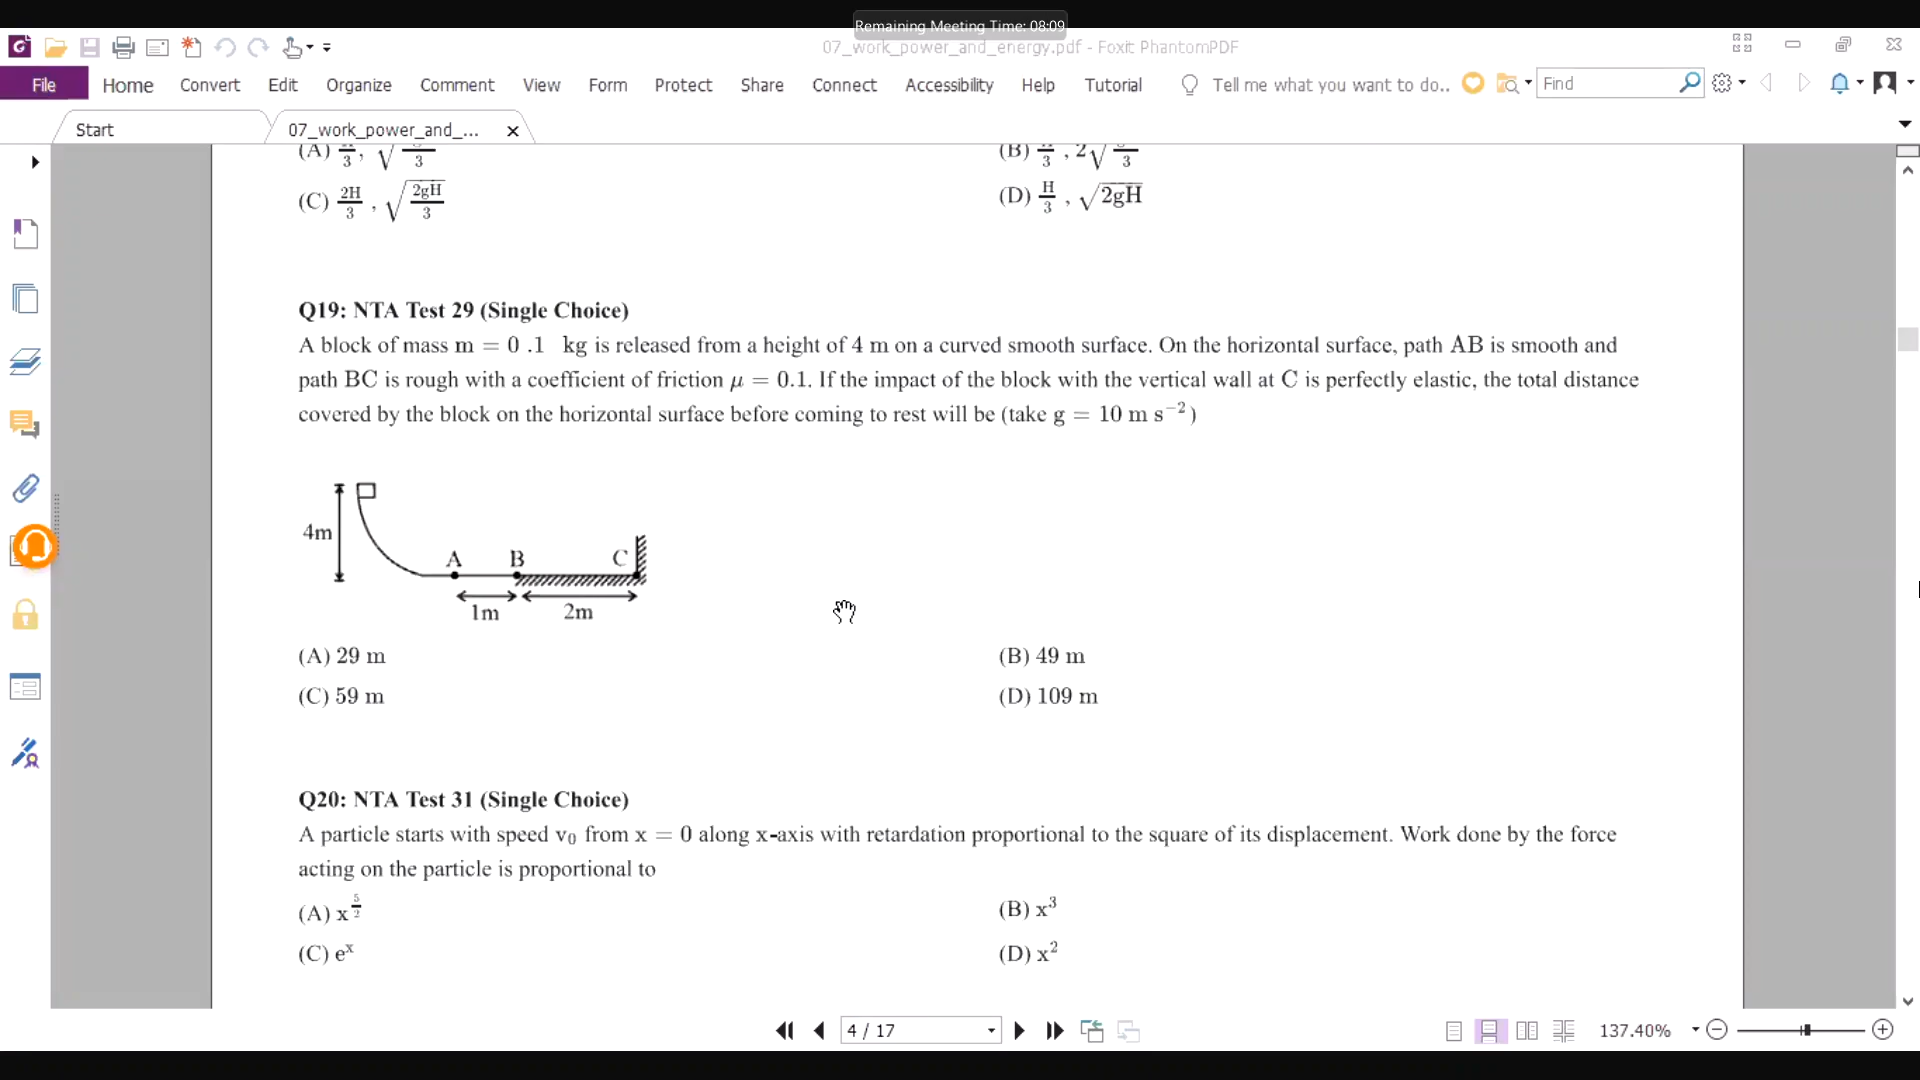 Remaining Meeting Time: 08:09
07_work_power_and_energy.pdf - Foxit PhantomPDF
File Home Convert Edit Organize Comment View Form Protect Share Connect Accessibility Help Tutorial Tell me what you want to do.. Find
Start 07_work_power_and_...
(A) 3, √ 3 (B) 3 , 2√ 3
(C) 2H/3 , √(2gH/3) (D) H/3 , √2gH
Q19: NTA Test 29 (Single Choice)
A block of mass m = 0 .1 kg is released from a height of 4 m on a curved smooth surface. On the horizontal surface, path AB is smooth and
path BC is rough with a coefficient of friction μ = 0.1. If the impact of the block with the vertical wall at C is perfectly elastic, the total distance
covered by the block on the horizontal surface before coming to rest will be (take g = 10 m s⁻²)
4m
A B C
1m 2m
(A) 29 m (B) 49 m
(C) 59 m (D) 109 m
Q20: NTA Test 31 (Single Choice)
A particle starts with speed v₀ from x = 0 along x-axis with retardation proportional to the square of its displacement. Work done by the force
acting on the particle is proportional to
(A) x^(5/2) (B) x³
(C) eˣ (D) x²
4 / 17 137.40%